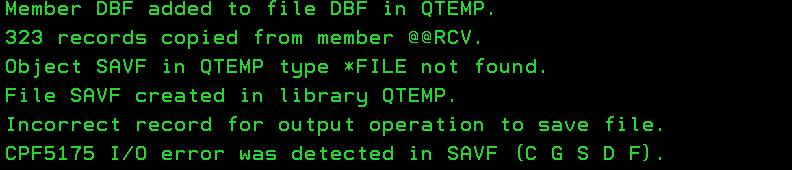 Member DBF added to file DBF in QTEMP.
323 records copied from member @@RCV.
Object SAVF in QTEMP type *FILE not found.
File SAVF created in library QTEMP.
Incorrect record for output operation to save file.
CPF5175 I/O error was detected in SAVF (C G S D F).